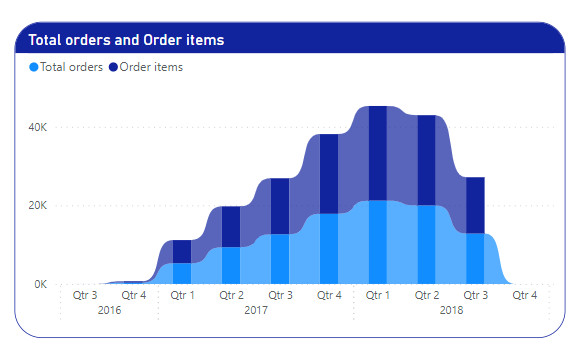 Total orders and Order items
Total orders Order items
40K
20K
0K
Qtr 3 Qtr 4 Qtr 1 Qtr 2 Qtr 3 Qtr 4 Qtr 1 Qtr 2 Qtr 3 Qtr 4
2016 2017 2018